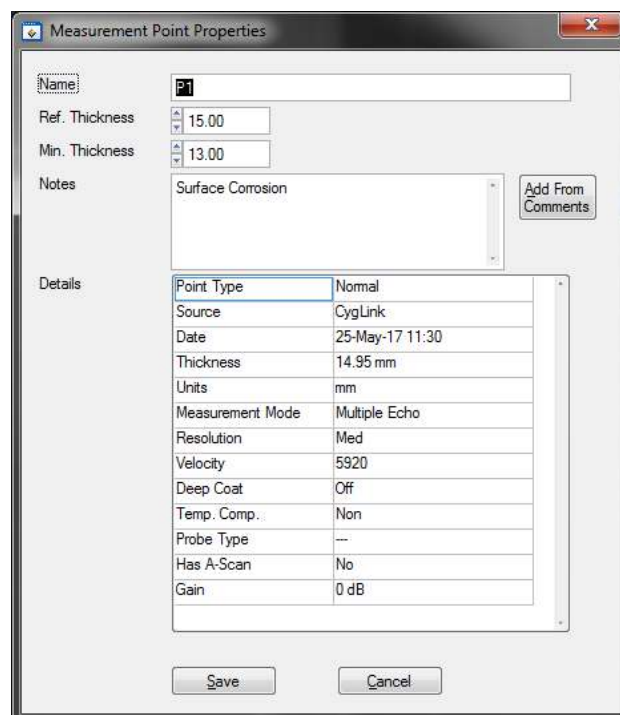 Measurement Point Properties
Name P1
Ref. Thickness 15.00
Min. Thickness 13.00
Notes Surface Corrosion Add From
Comments
Details Point Type Normal
Source CygLink
Date 25-May-17 11:30
Thickness 14.95 mm
Units mm
Measurement Mode Multiple Echo
Resolution Med
Velocity 5920
Deep Coat Off
Temp. Comp. Non
Probe Type ---
Has A-Scan No
Gain 0 dB
Save Cancel